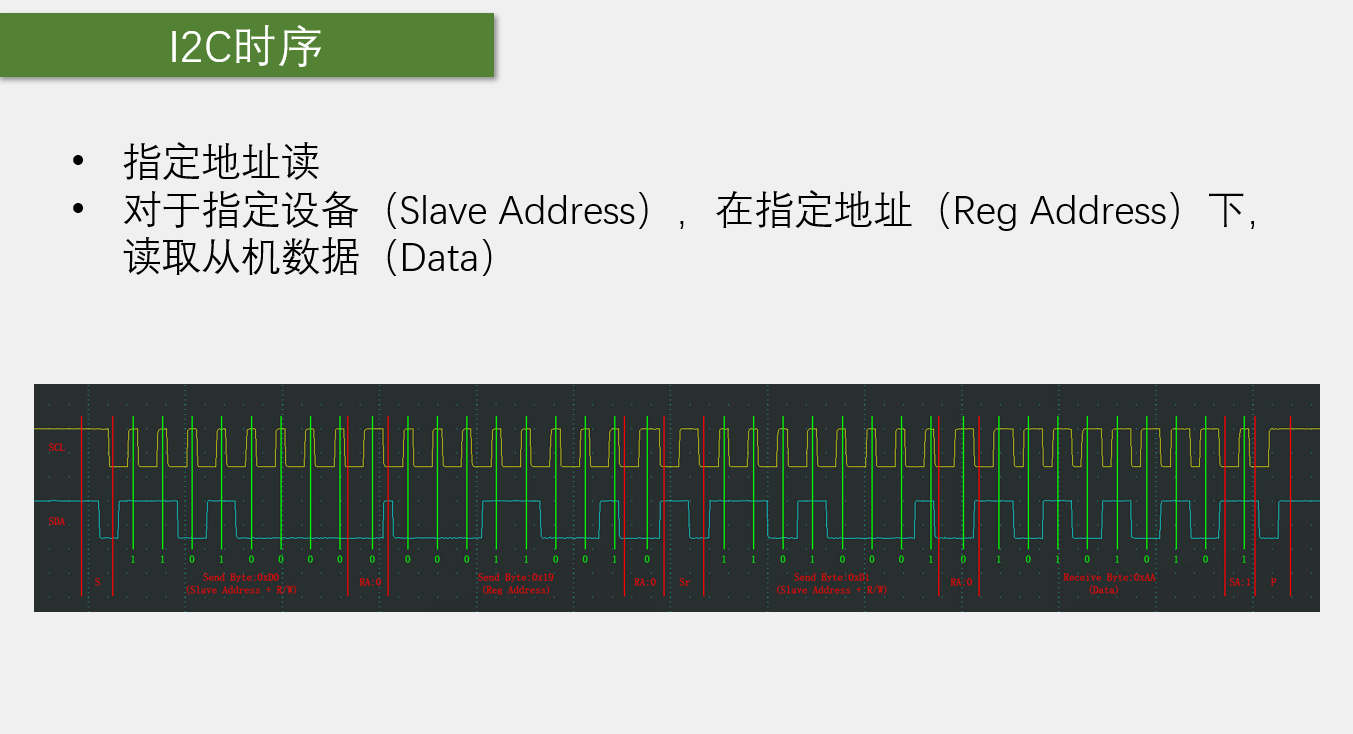 I2C时序
• 指定地址读
• 对于指定设备（Slave Address），在指定地址（Reg Address）下，
读取从机数据（Data）
SCL
SDA
1 1 0 1 0 0 0 0 0 0 0 0 1 1 0 0 1 0 1 1 0 1 0 0 0 1 0 1 0 1 0 1 0 1 0 1
S Send Byte:0xD0 RA:0 Send Byte:0x19 RA:0 Sr Send Byte:0xD1 RA:0 Receive Byte:0xAA SA:1 P
(Slave Address + R/W) (Reg Address) (Slave Address + R/W) (Data)